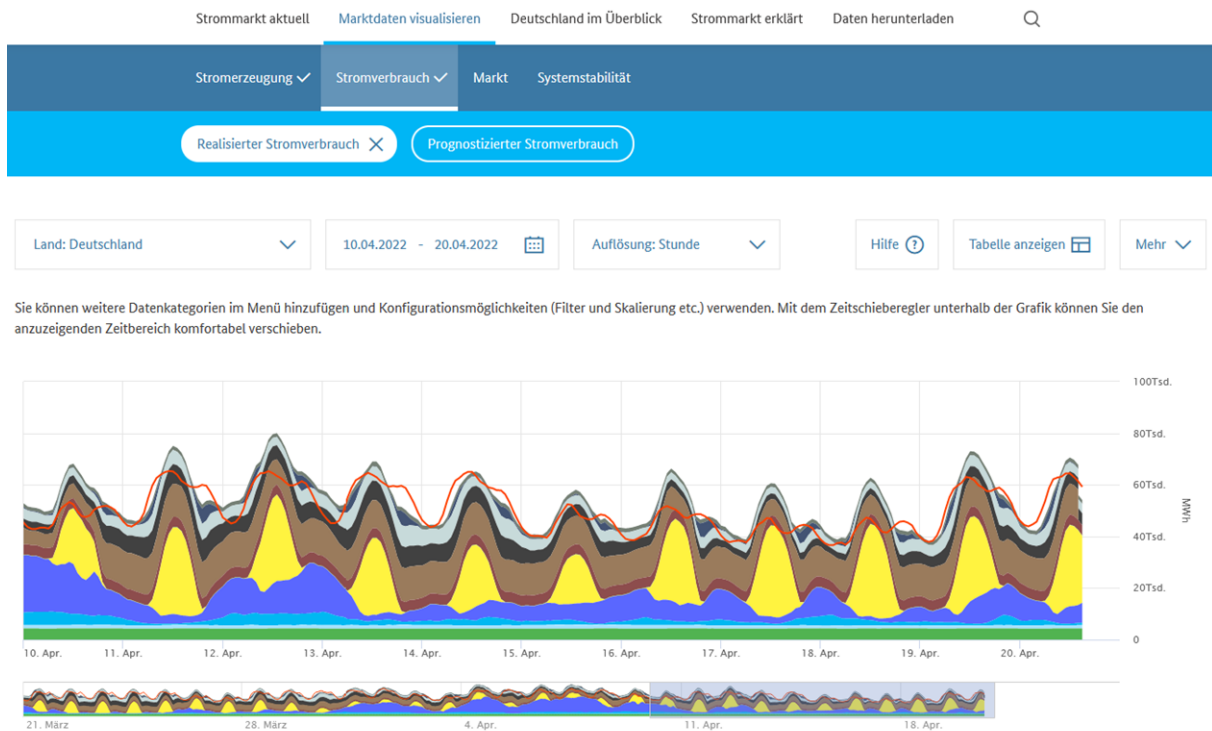 Strommarkt aktuell Marktdaten visualisieren Deutschland im Überblick Strommarkt erklärt Daten herunterladen
Stromerzeugung Stromverbrauch Markt Systemstabilität
Realisierter Stromverbrauch Prognostizierter Stromverbrauch
Land: Deutschland 10.04.2022 - 20.04.2022 Auflösung: Stunde Hilfe ? Tabelle anzeigen Mehr
Sie können weitere Datenkategorien im Menü hinzufügen und Konfigurationsmöglichkeiten (Filter und Skalierung etc.) verwenden. Mit dem Zeitschieberegler unterhalb der Grafik können Sie den
anzuzeigenden Zeitbereich komfortabel verschieben.
100Tsd.
80Tsd.
60Tsd.
MWh
40Tsd.
20Tsd.
0
10. Apr. 11. Apr. 12. Apr. 13. Apr. 14. Apr. 15. Apr. 16. Apr. 17. Apr. 18. Apr. 19. Apr. 20. Apr.
21. März 28. März 4. Apr. 11. Apr. 18. Apr.